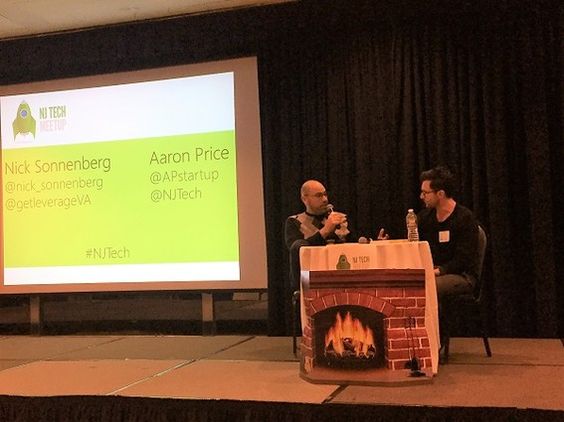 NJ TECH
MEETUP
Nick Sonnenberg
@nick_sonnenberg
@getleverageVA
Aaron Price
@APstartup
@NJTech
#NJTech
NJ TECH